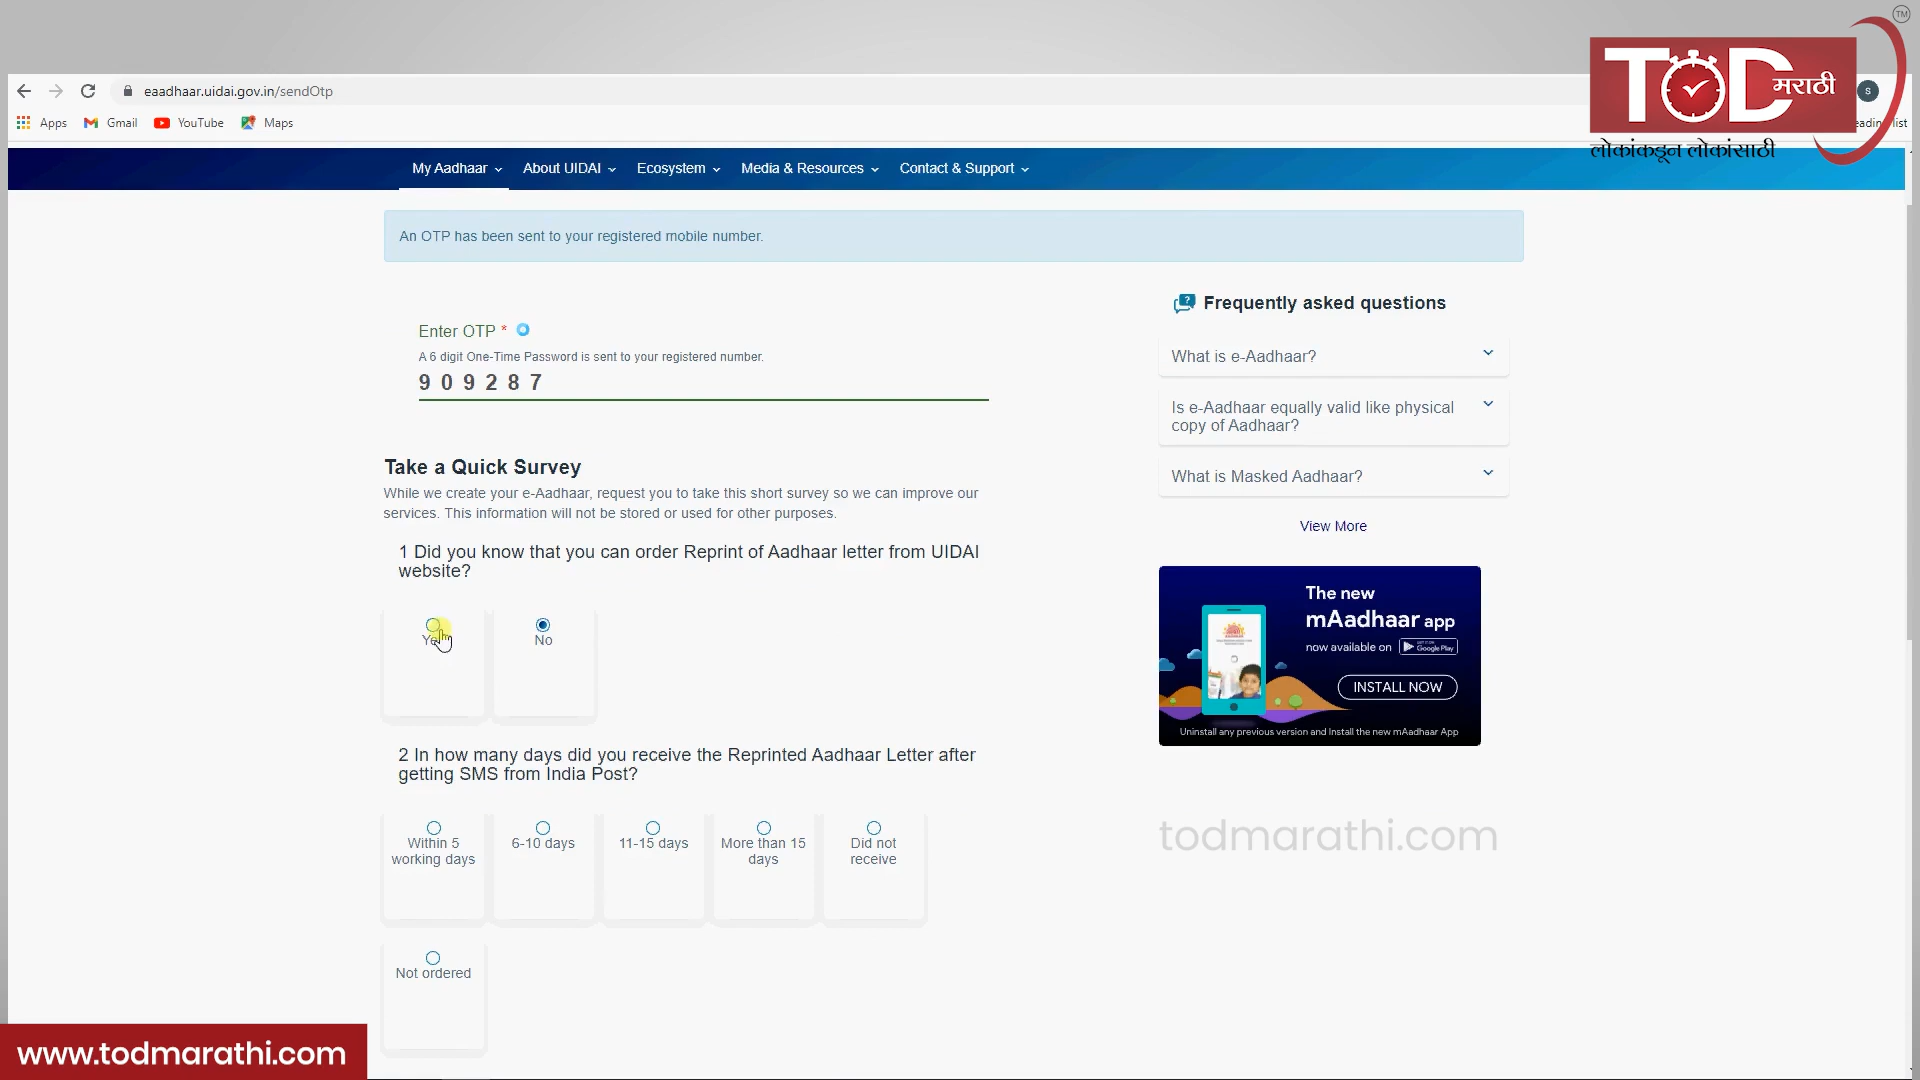 TM
TOD मराठी
लोकांकडून लोकांसाठी
eaadhaar.uidai.gov.in/sendOtp
S
Apps Gmail YouTube Maps
list
My Aadhaar About UIDAI Ecosystem Media & Resources Contact & Support
An OTP has been sent to your registered mobile number.
Enter OTP *
A 6 digit One-Time Password is sent to your registered number.
9 0 9 2 8 7
Take a Quick Survey
While we create your e-Aadhaar, request you to take this short survey so we can improve our
services. This information will not be stored or used for other purposes.
1 Did you know that you can order Reprint of Aadhaar letter from UIDAI
website?
Yes
No
2 In how many days did you receive the Reprinted Aadhaar Letter after
getting SMS from India Post?
Within 5
working days
6-10 days
11-15 days
More than 15
days
Did not
receive
Not ordered
Frequently asked questions
What is e-Aadhaar?
Is e-Aadhaar equally valid like physical
copy of Aadhaar?
What is Masked Aadhaar?
View More
The new
mAadhaar app
now available on Google Play
INSTALL NOW
Uninstall any previous version and Install the new mAadhaar App
todmarathi.com
www.todmarathi.com